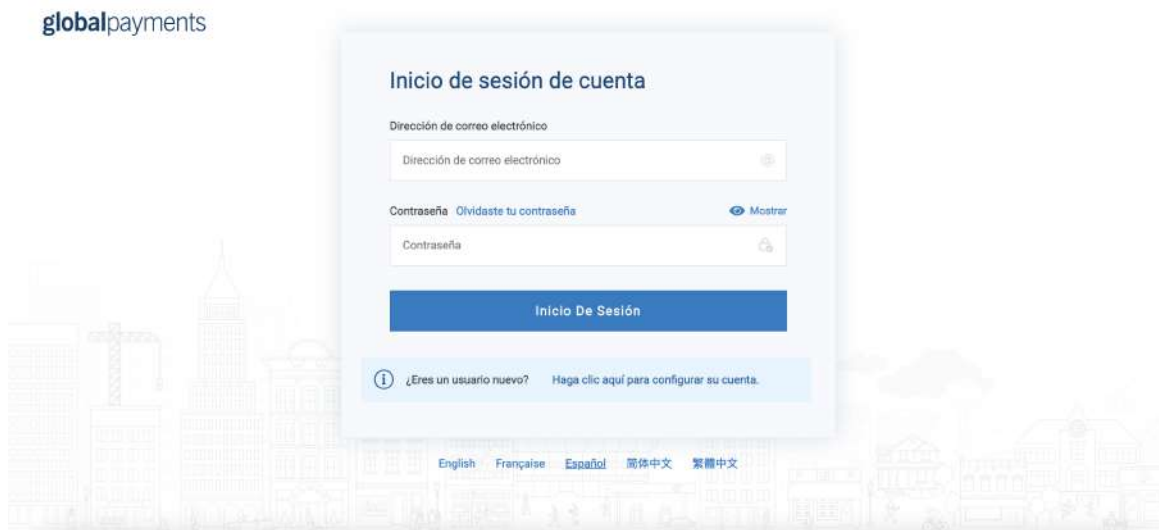 globalpayments
Inicio de sesión de cuenta
Dirección de correo electrónico
Dirección de correo electrónico
Contraseña Olvidaste tu contraseña Mostrar
Contraseña
Inicio De Sesión
¿Eres un usuario nuevo? Haga clic aquí para configurar su cuenta.
English Française Español 简体中文 繁體中文